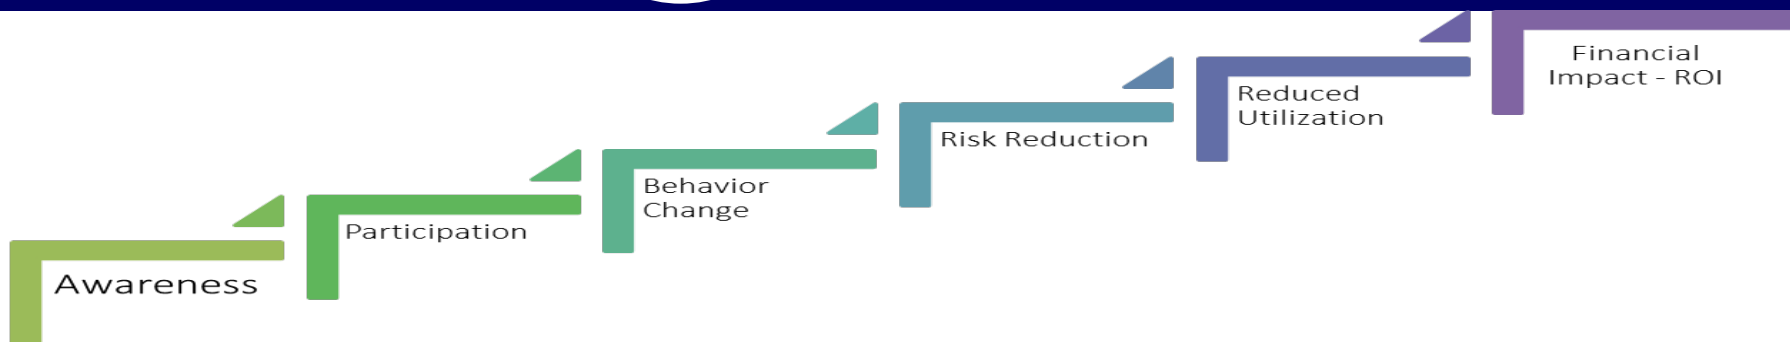 Awareness
Participation
Behavior
Change
Risk Reduction
Reduced
Utilization
Financial
Impact - ROI